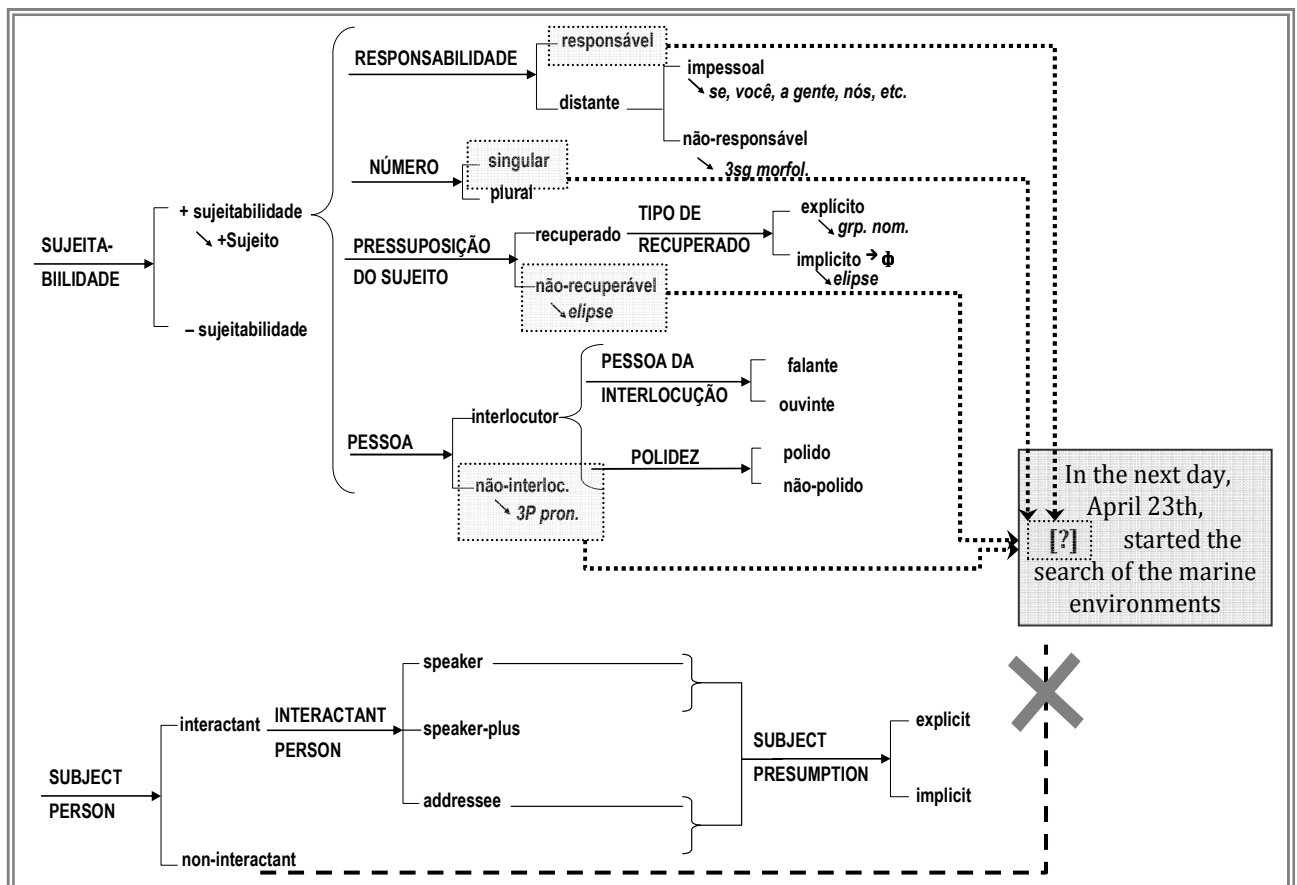 responsável
RESPONSABILIDADE
impessoal
se, você, a gente, nós, etc.
distante
não-responsável
3sg morfol.
NÚMERO
singular
plural
+ sujeitabilidade
+Sujeito
SUJEITA-
BIILIDADE
– sujeitabilidade
PRESSUPOSIÇÃO
DO SUJEITO
recuperado
TIPO DE
RECUPERADO
explícito
grp. nom.
implicito → Φ
elipse
não-recuperável
elipse
PESSOA
interlocutor
PESSOA DA
INTERLOCUÇÃO
falante
ouvinte
POLIDEZ
polido
não-polido
não-interloc.
3P pron.
In the next day,
April 23th,
[?] started the
search of the marine
environments
SUBJECT
PERSON
interactant
INTERACTANT
PERSON
speaker
speaker-plus
addressee
SUBJECT
PRESUMPTION
explicit
implicit
non-interactant